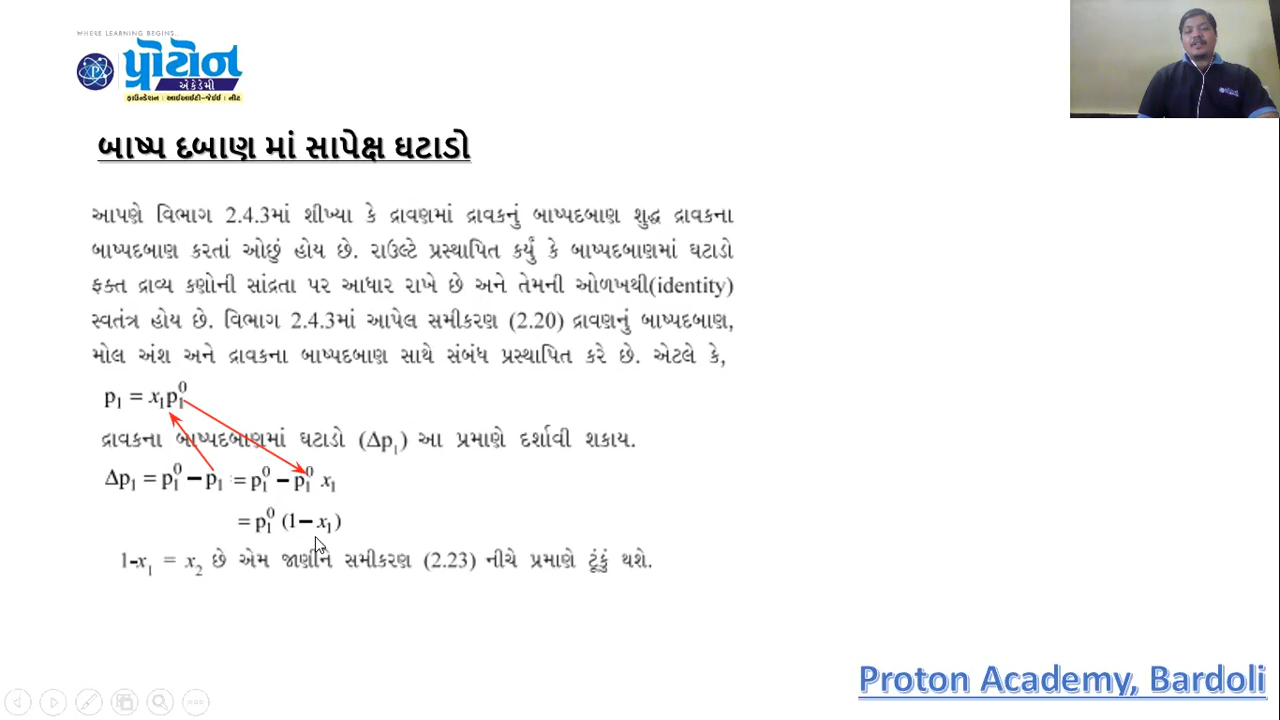 WHERE LEARNING BEGINS..
પ્રોટોન
એકેડેમી
ફાઉન્ડેશન | આઈઆઈટી-જેઈઈ | નીટ
બાષ્પ દબાણ માં સાપેક્ષ ઘટાડો
આપણે વિભાગ 2.4.3માં શીખ્યા કે દ્રાવણમાં દ્રાવકનું બાષ્પદબાણ શુદ્ધ દ્રાવકના
બાષ્પદબાણ કરતાં ઓછું હોય છે. રાઉલ્ટે પ્રસ્થાપિત કર્યું કે બાષ્પદબાણમાં ઘટાડો
ફક્ત દ્રાવ્ય કણોની સાંદ્રતા પર આધાર રાખે છે અને તેમની ઓળખથી(identity)
સ્વતંત્ર હોય છે. વિભાગ 2.4.3માં આપેલ સમીકરણ (2.20) દ્રાવણનું બાષ્પદબાણ,
મોલ અંશ અને દ્રાવકના બાષ્પદબાણ સાથે સંબંધ પ્રસ્થાપિત કરે છે. એટલે કે,
p₁ = x₁p₁⁰
દ્રાવકના બાષ્પદબાણમાં ઘટાડો (Δp₁) આ પ્રમાણે દર્શાવી શકાય.
Δp₁ = p₁⁰ − p₁ = p₁⁰ − p₁⁰ x₁
= p₁⁰ (1− x₁)
1-x₁ = x₂ છે એમ જાણીને સમીકરણ (2.23) નીચે પ્રમાણે ટૂંકું થશે.
Proton Academy, Bardoli